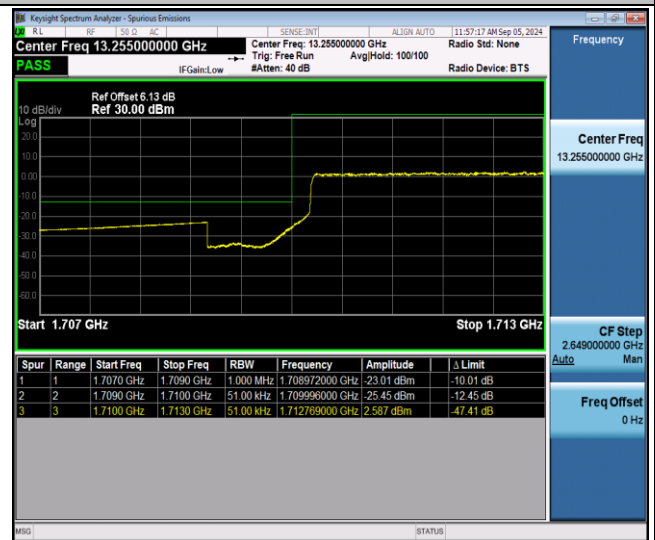 Keysight Spectrum Analyzer - Spurious Emissions
RL RF 50 Ω AC SENSE:INT ALIGN AUTO 11:57:17 AM Sep 05, 2024
Center Freq 13.255000000 GHz
Center Freq: 13.255000000 GHz Radio Std: None
Trig: Free Run Avg|Hold: 100/100
PASS IFGain:Low #Atten: 40 dB Radio Device: BTS
Frequency
Ref Offset 6.13 dB
10 dB/div Ref 30.00 dBm
Log
20.0
10.0
0.00
-10.0
-20.0
-30.0
-40.0
-50.0
-60.0
Start 1.707 GHz Stop 1.713 GHz
Center Freq
13.255000000 GHz
CF Step
2.649000000 GHz
Auto Man
Freq Offset
0 Hz
Spur Range Start Freq Stop Freq RBW Frequency Amplitude Δ Limit
1 1 1.7070 GHz 1.7090 GHz 1.000 MHz 1.708972000 GHz -23.01 dBm -10.01 dB
2 2 1.7090 GHz 1.7100 GHz 51.00 kHz 1.709996000 GHz -25.45 dBm -12.45 dB
3 3 1.7100 GHz 1.7130 GHz 51.00 kHz 1.712769000 GHz 2.587 dBm -47.41 dB
MSG STATUS